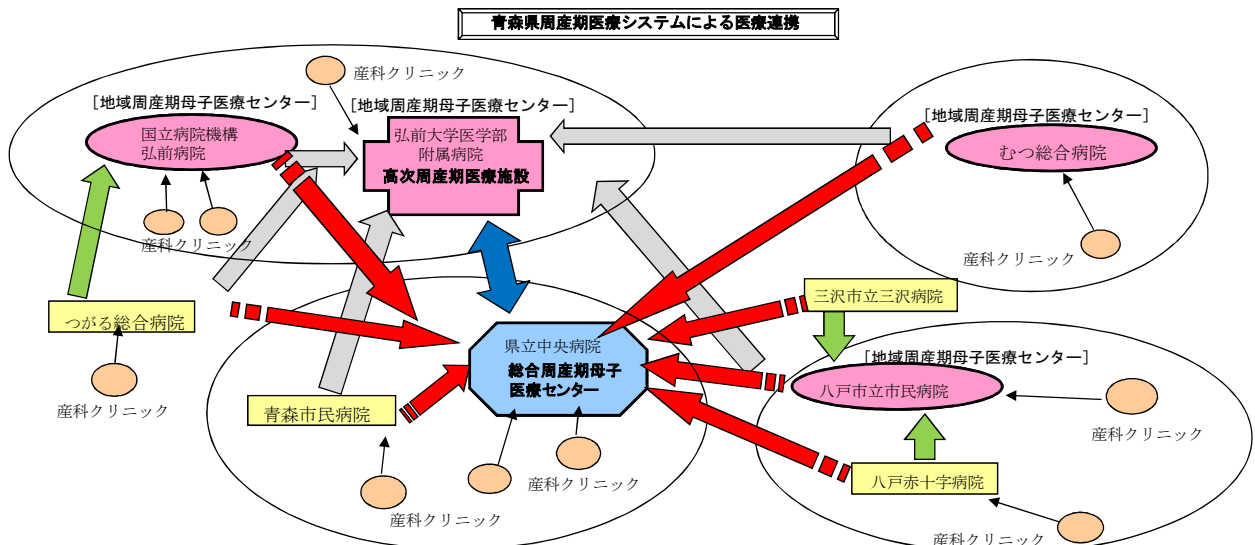 青森県周産期医療システムによる医療連携
産科クリニック
［地域周産期母子医療センター］
［地域周産期母子医療センター］
［地域周産期母子医療センター］
国立病院機構
弘前病院
弘前大学医学部
附属病院
高次周産期医療施設
むつ総合病院
産科クリニック
産科クリニック
つがる総合病院
三沢市立三沢病院
県立中央病院
総合周産期母子
医療センター
［地域周産期母子医療センター］
八戸市立市民病院
産科クリニック
青森市民病院
産科クリニック
産科クリニック
八戸赤十字病院
産科クリニック
産科クリニック